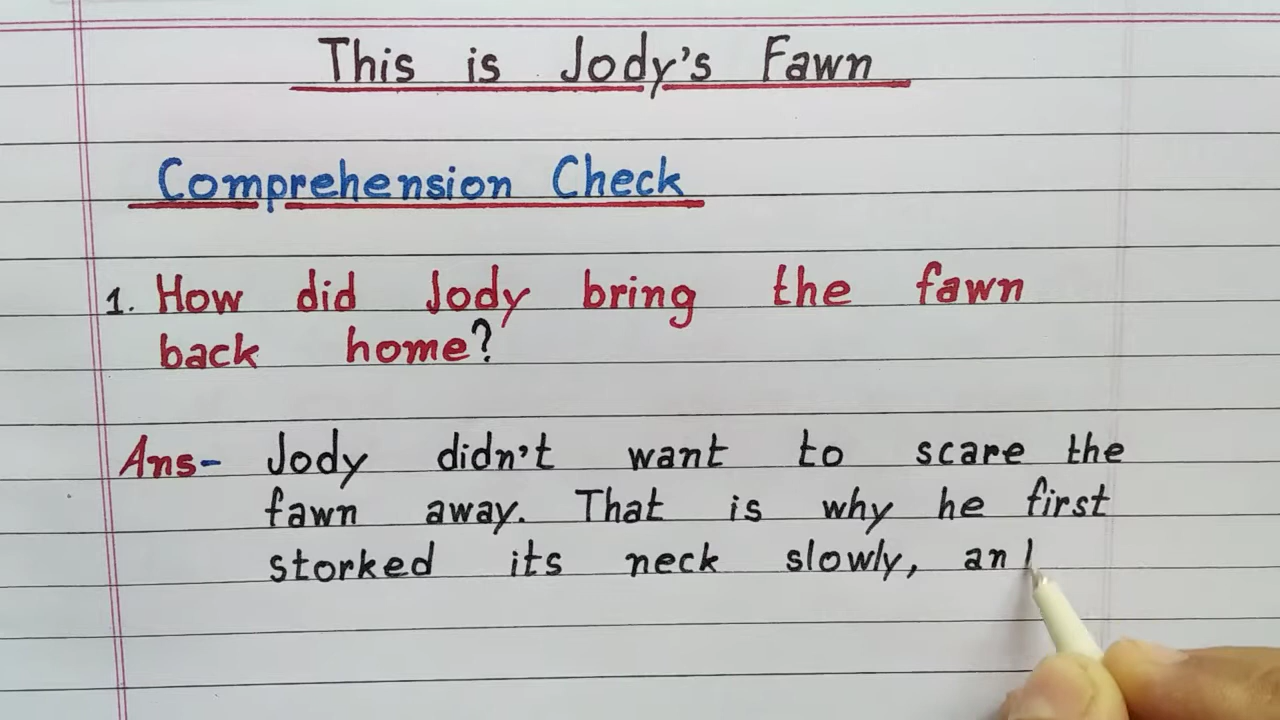 This is Jody's Fawn
Comprehension Check
1. How did Jody bring the fawn
back home?
Ans- Jody didn't want to scare the
fawn away. That is why he first
storked its neck slowly, an